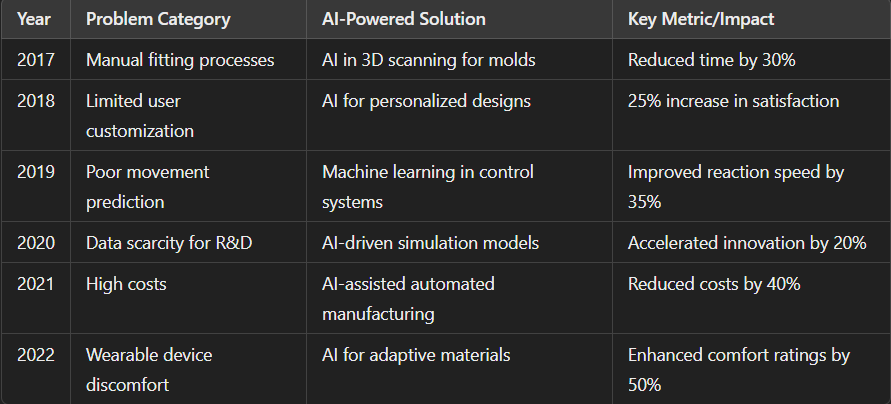 Year Problem Category AI-Powered Solution Key Metric/Impact
2017 Manual fitting processes AI in 3D scanning for molds Reduced time by 30%
2018 Limited user AI for personalized designs 25% increase in satisfaction
customization
2019 Poor movement Machine learning in control Improved reaction speed by
prediction systems 35%
2020 Data scarcity for R&D AI-driven simulation models Accelerated innovation by 20%
2021 High costs AI-assisted automated Reduced costs by 40%
manufacturing
2022 Wearable device AI for adaptive materials Enhanced comfort ratings by
discomfort 50%